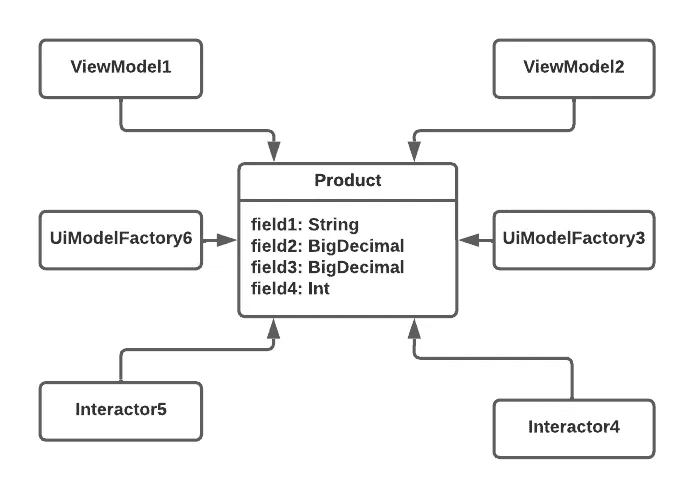 ViewModel1
ViewModel2
Product
field1: String
field2: BigDecimal
field3: BigDecimal
field4: Int
UiModelFactory6
UiModelFactory3
Interactor5
Interactor4